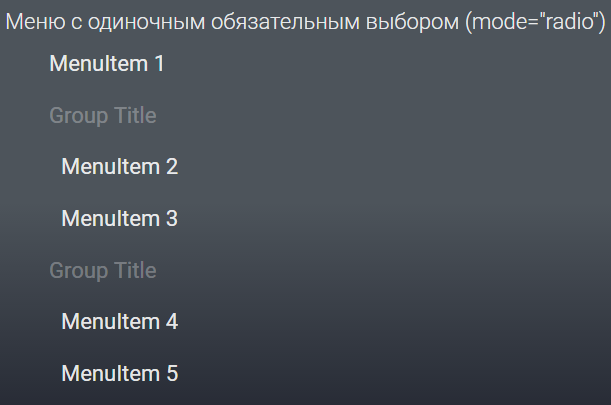 Меню с одиночным обязательным выбором (mode="radio")
MenuItem 1
Group Title
MenuItem 2
MenuItem 3
Group Title
MenuItem 4
MenuItem 5